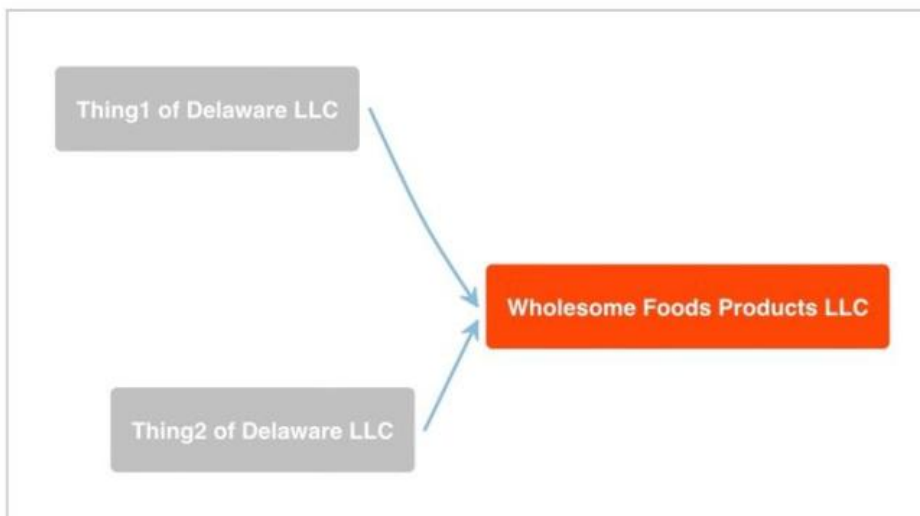 Thing1 of Delaware LLC
Wholesome Foods Products LLC
Thing2 of Delaware LLC